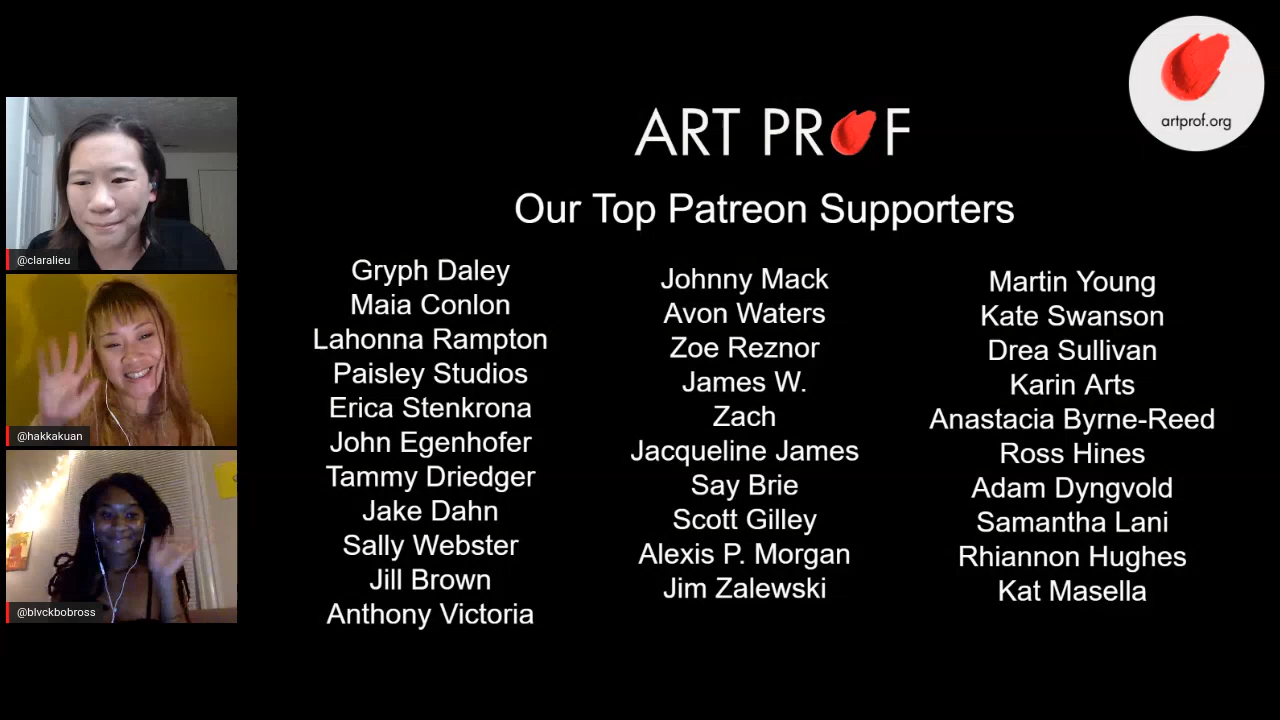 artprof.org
ART PROF
Our Top Patreon Supporters
Gryph Daley
Maia Conlon
Lahonna Rampton
Paisley Studios
Erica Stenkrona
John Egenhofer
Tammy Driedger
Jake Dahn
Sally Webster
Jill Brown
Anthony Victoria
Johnny Mack
Avon Waters
Zoe Reznor
James W.
Zach
Jacqueline James
Say Brie
Scott Gilley
Alexis P. Morgan
Jim Zalewski
Martin Young
Kate Swanson
Drea Sullivan
Karin Arts
Anastacia Byrne-Reed
Ross Hines
Adam Dyngvold
Samantha Lani
Rhiannon Hughes
Kat Masella
@claralieu
@hakkakuan
@blvckbobross